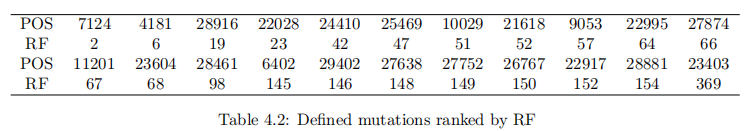 POS 7124 4181 28916 22028 24410 25469 10029 21618 9053 22995 27874
RF 2 6 19 23 42 47 51 52 57 64 66
POS 11201 23604 28461 6402 29402 27638 27752 26767 22917 28881 23403
RF 67 68 98 145 146 148 149 150 152 154 369
Table 4.2: Defined mutations ranked by RF